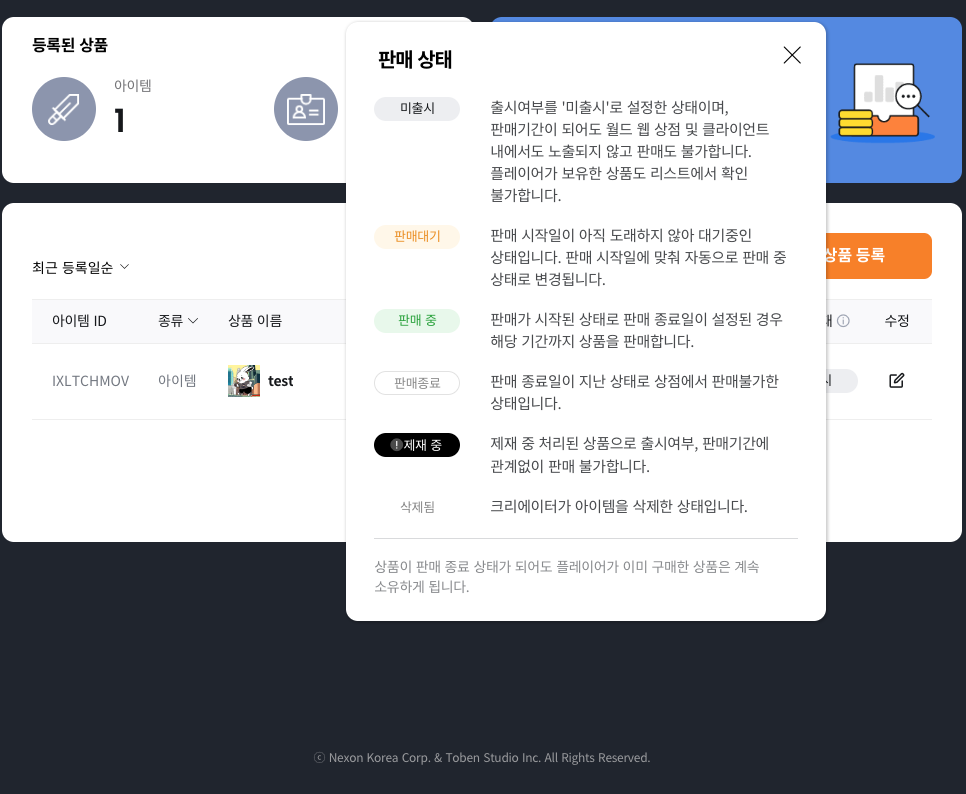 등록된 상품
아이템
1
판매 상태
미출시
출시여부를 '미출시'로 설정한 상태이며,
판매기간이 되어도 월드 웹 상점 및 클라이언트
내에서도 노출되지 않고 판매도 불가합니다.
플레이어가 보유한 상품도 리스트에서 확인
불가합니다.
판매대기
판매 시작일이 아직 도래하지 않아 대기중인
상태입니다. 판매 시작일에 맞춰 자동으로 판매 중
상태로 변경됩니다.
판매 중
판매가 시작된 상태로 판매 종료일이 설정된 경우
해당 기간까지 상품을 판매합니다.
판매종료
판매 종료일이 지난 상태로 상점에서 판매불가한
상태입니다.
제재 중
제재 중 처리된 상품으로 출시여부, 판매기간에
관계없이 판매 불가합니다.
삭제됨
크리에이터가 아이템을 삭제한 상태입니다.
상품이 판매 종료 상태가 되어도 플레이어가 이미 구매한 상품은 계속
소유하게 됩니다.
상품 등록
최근 등록일순
아이템 ID 종류 상품 이름 수정
IXLTCHMOV 아이템 test
ⓒ Nexon Korea Corp. & Toben Studio Inc. All Rights Reserved.